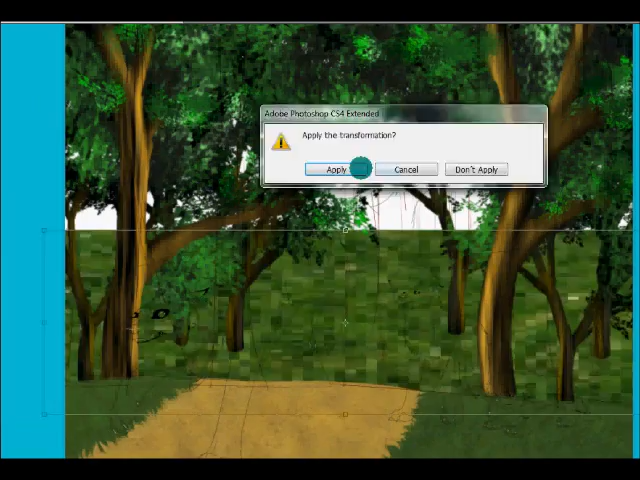 Adobe Photoshop CS4 Extended
Apply the transformation?
Apply Cancel Don't Apply